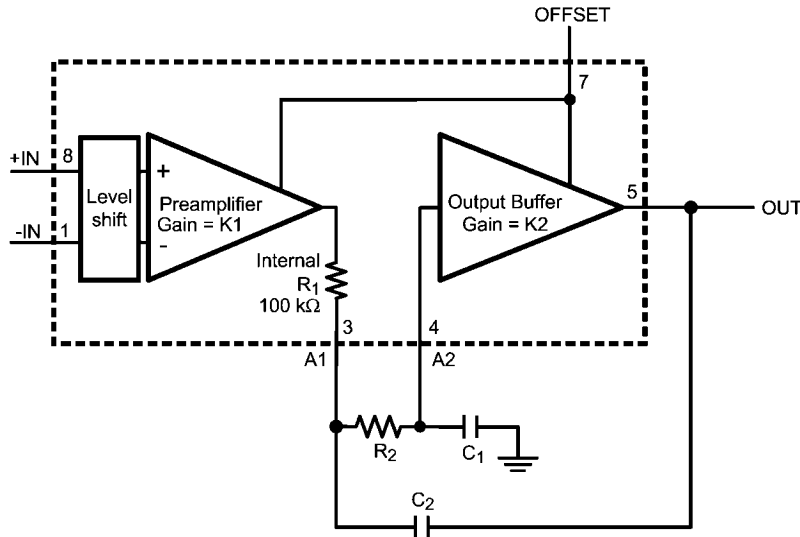 OFFSET
7
+IN
8
-IN
1
Level
shift
+
-
Preamplifier
Gain = K1
Output Buffer
Gain = K2
5
OUT
Internal
R1
100 kΩ
3
4
A1
A2
R2
C1
C2